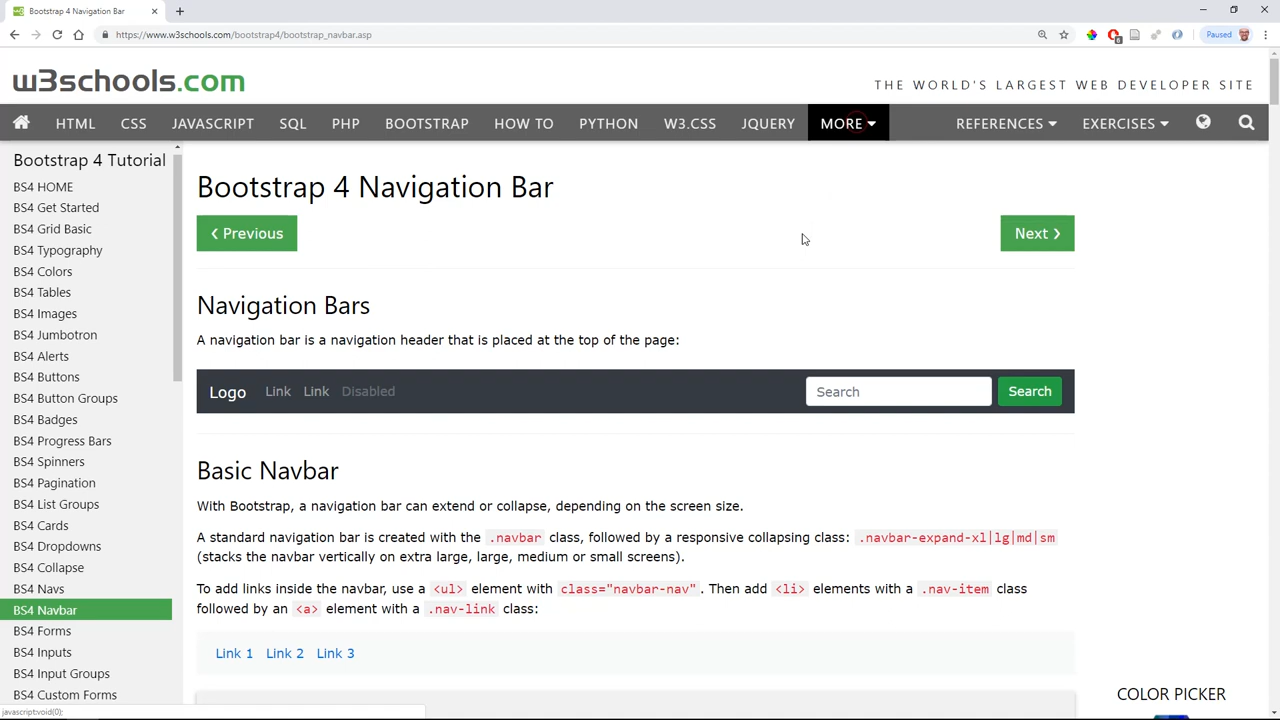 Bootstrap 4 Navigation Bar
https://www.w3schools.com/bootstrap4/bootstrap_navbar.asp
Paused
w3schools.com
THE WORLD'S LARGEST WEB DEVELOPER SITE
HTML CSS JAVASCRIPT SQL PHP BOOTSTRAP HOW TO PYTHON W3.CSS JQUERY MORE REFERENCES EXERCISES
Bootstrap 4 Tutorial
BS4 HOME
BS4 Get Started
BS4 Grid Basic
BS4 Typography
BS4 Colors
BS4 Tables
BS4 Images
BS4 Jumbotron
BS4 Alerts
BS4 Buttons
BS4 Button Groups
BS4 Badges
BS4 Progress Bars
BS4 Spinners
BS4 Pagination
BS4 List Groups
BS4 Cards
BS4 Dropdowns
BS4 Collapse
BS4 Navs
BS4 Navbar
BS4 Forms
BS4 Inputs
BS4 Input Groups
BS4 Custom Forms
Bootstrap 4 Navigation Bar
❮ Previous
Next ❯
Navigation Bars
A navigation bar is a navigation header that is placed at the top of the page:
Logo Link Link Disabled Search Search
Basic Navbar
With Bootstrap, a navigation bar can extend or collapse, depending on the screen size.
A standard navigation bar is created with the .navbar class, followed by a responsive collapsing class: .navbar-expand-xl|lg|md|sm
(stacks the navbar vertically on extra large, large, medium or small screens).
To add links inside the navbar, use a <ul> element with class="navbar-nav". Then add <li> elements with a .nav-item class
followed by an <a> element with a .nav-link class:
Link 1 Link 2 Link 3
COLOR PICKER
javascript:void(0);